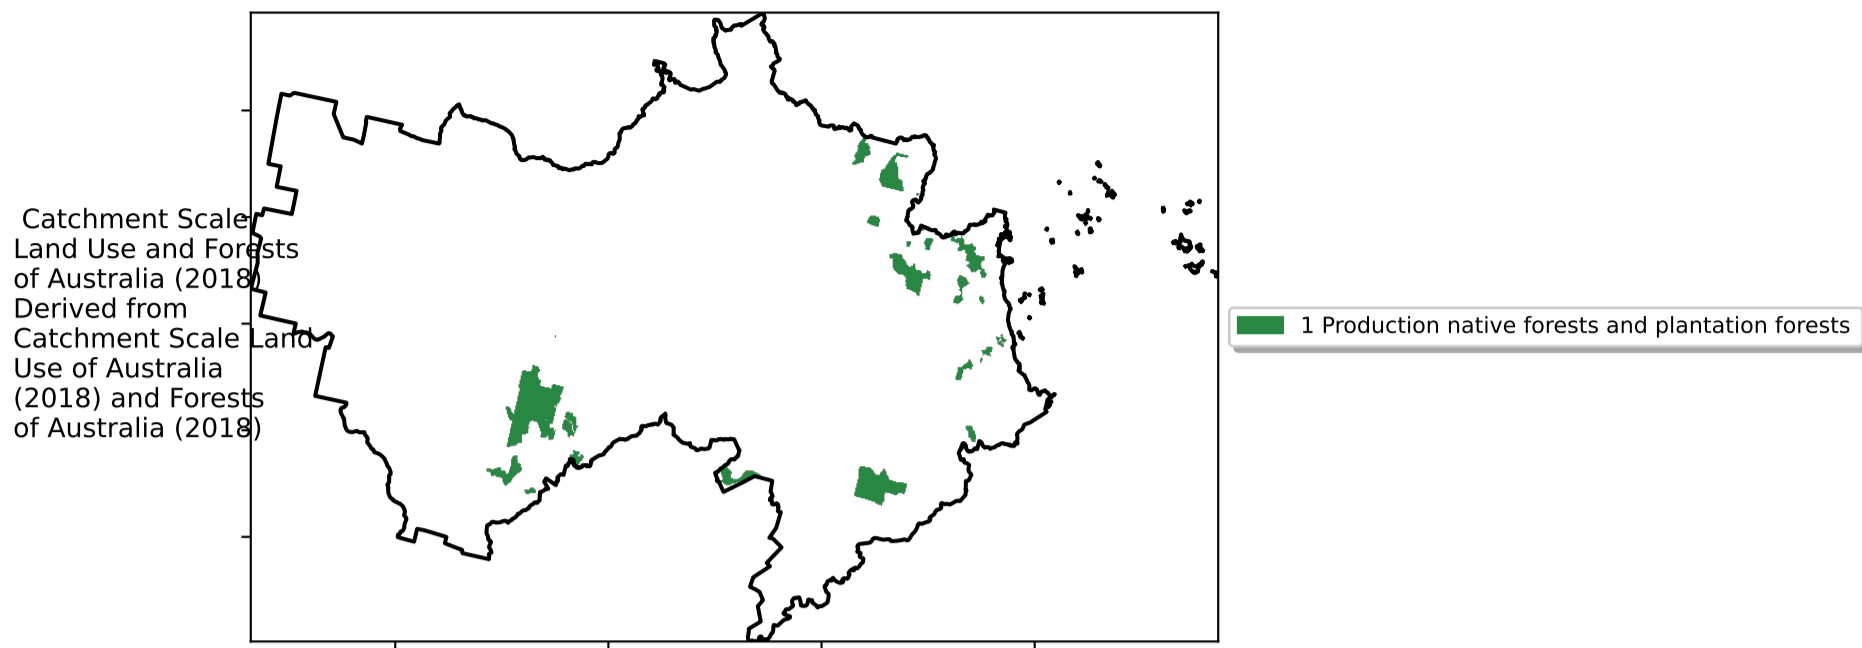 Catchment Scale
Land Use and Forests
of Australia (2018)
Derived from
Catchment Scale Land
Use of Australia
(2018) and Forests
of Australia (2018)
1 Production native forests and plantation forests